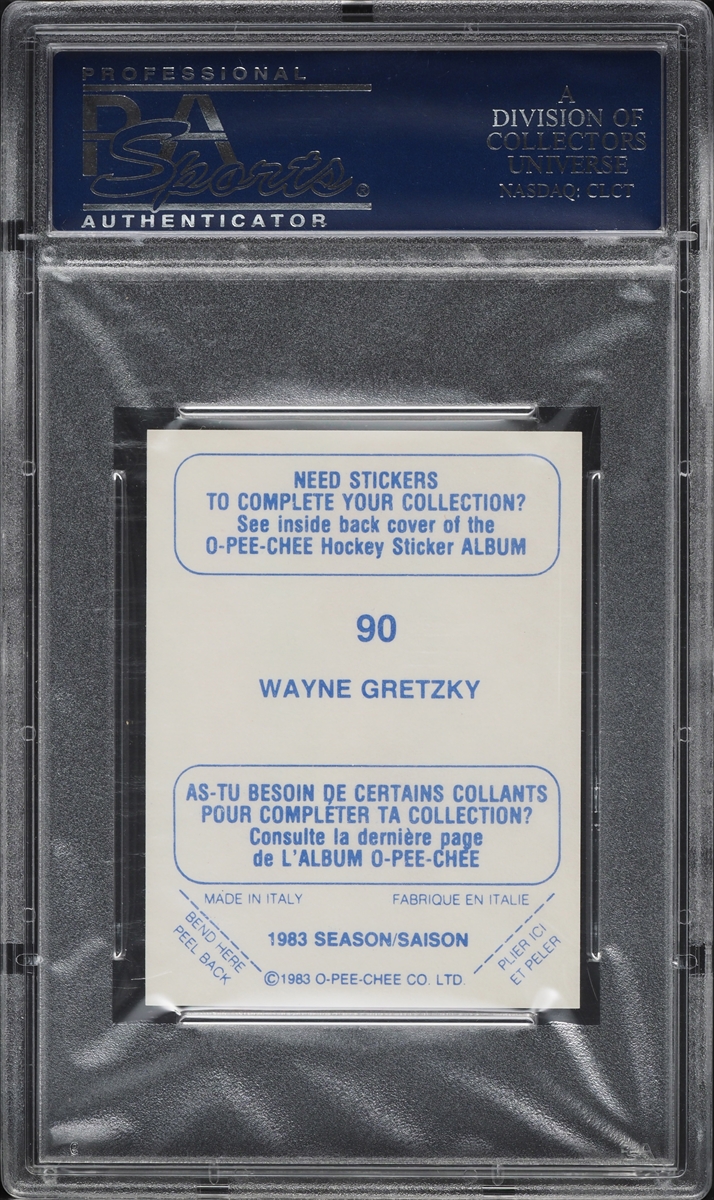 PROFESSIONAL
PSA
Sports®
AUTHENTICATOR
A
DIVISION OF
COLLECTORS
UNIVERSE
NASDAQ: CLCT
NEED STICKERS
TO COMPLETE YOUR COLLECTION?
See inside back cover of the
O-PEE-CHEE Hockey Sticker ALBUM
90
WAYNE GRETZKY
AS-TU BESOIN DE CERTAINS COLLANTS
POUR COMPLÉTER TA COLLECTION?
Consulte la dernière page
de L'ALBUM O-PEE-CHEE
MADE IN ITALY FABRIQUE EN ITALIE
BEND HERE
PEEL BACK
1983 SEASON/SAISON
PLIER ICI
ET PELER
©1983 O-PEE-CHEE CO. LTD.